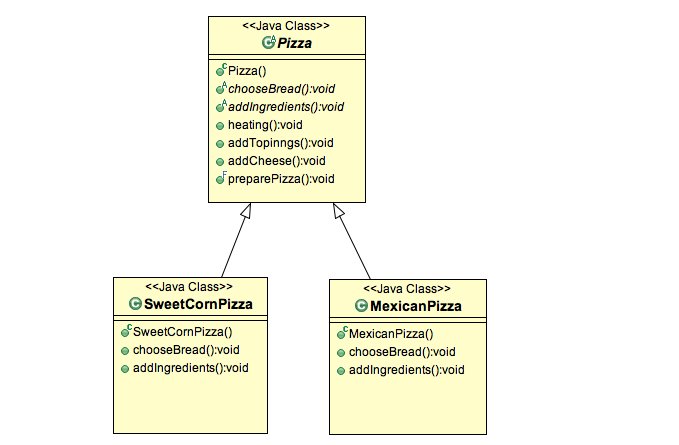 <<Java Class>>
Pizza
Pizza()
chooseBread():void
addIngredients():void
heating():void
addTopinngs():void
addCheese():void
preparePizza():void
<<Java Class>>
SweetCornPizza
SweetCornPizza()
chooseBread():void
addIngredients():void
<<Java Class>>
MexicanPizza
MexicanPizza()
chooseBread():void
addIngredients():void